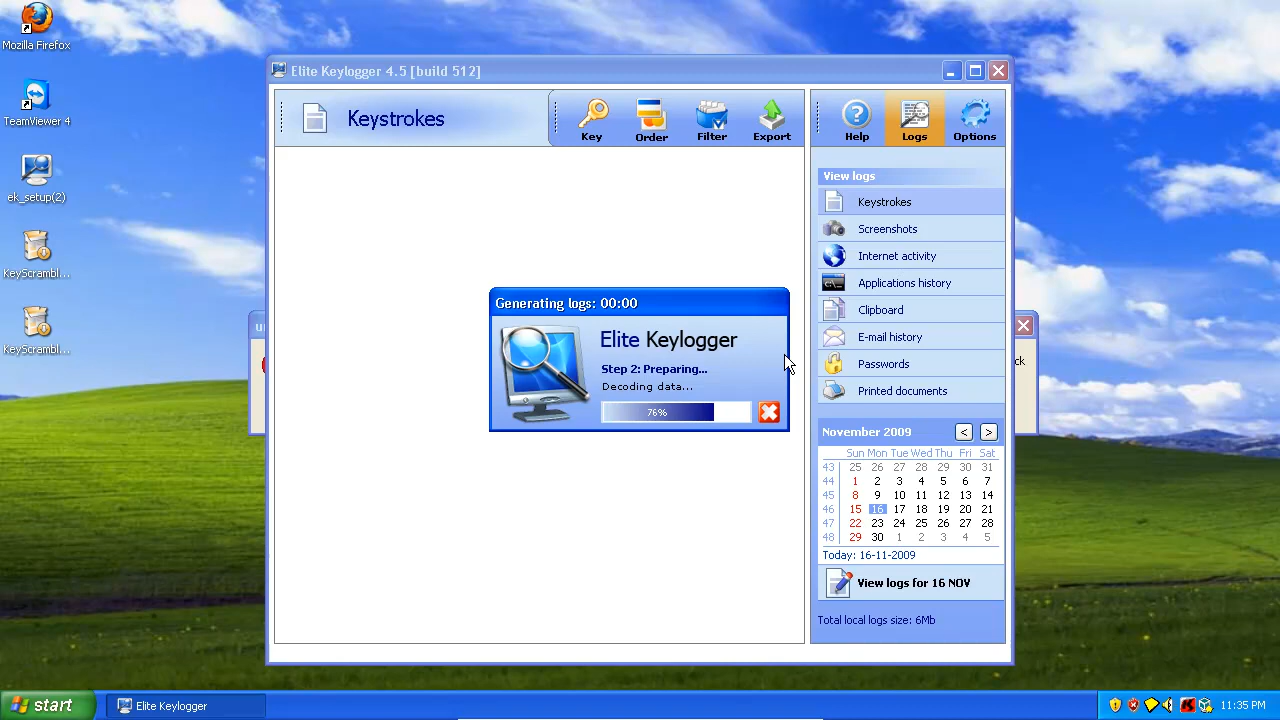 Mozilla Firefox
TeamViewer 4
ek_setup(2)
KeyScrambl...
KeyScrambl...
Elite Keylogger 4.5 [build 512]
Keystrokes
Key
Order
Filter
Export
Help
Logs
Options
View logs
Keystrokes
Screenshots
Internet activity
Applications history
Clipboard
E-mail history
Passwords
Printed documents
Generating logs: 00:00
Elite Keylogger
Step 2: Preparing...
Decoding data...
76%
November 2009
< >
Sun Mon Tue Wed Thu Fri Sat
43 25 26 27 28 29 30 31
44 1 2 3 4 5 6 7
45 8 9 10 11 12 13 14
46 15 16 17 18 19 20 21
47 22 23 24 25 26 27 28
48 29 30 1 2 3 4 5
Today: 16-11-2009
View logs for 16 NOV
Total local logs size: 6Mb
start
Elite Keylogger
11:35 PM